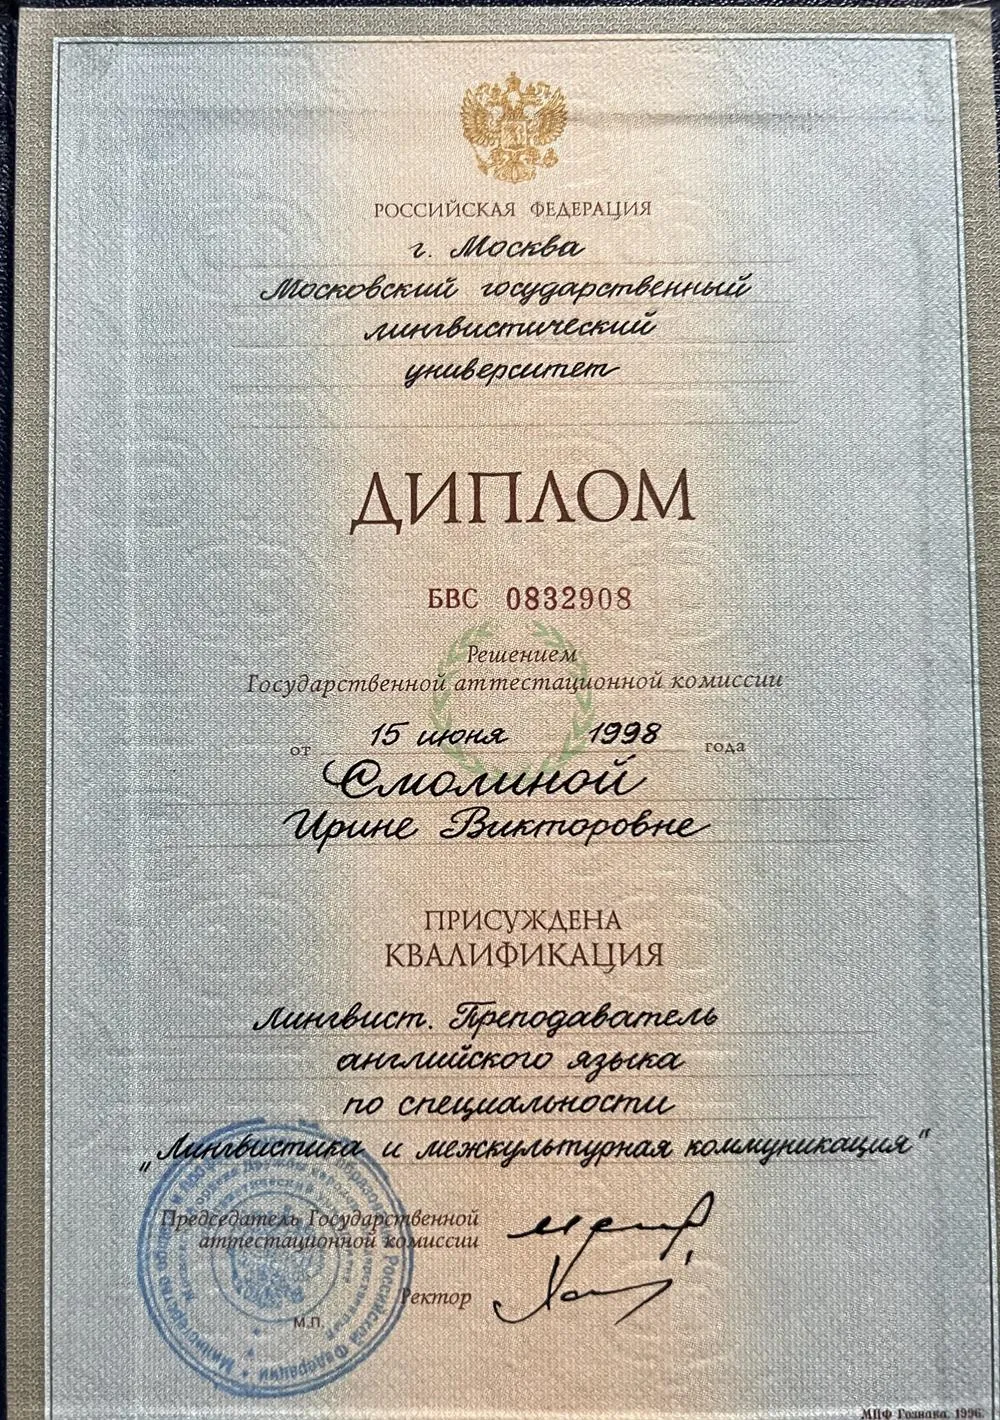 РОССИЙСКАЯ ФЕДЕРАЦИЯ
г. Москва
Московский государственный
лингвистический
университет
ДИПЛОМ
БВС 0832908
Решением
Государственной аттестационной комиссии
от 15 июня 1998 года
Смолиной
Ирине Викторовне
ПРИСУЖДЕНА
КВАЛИФИКАЦИЯ
Лингвист. Преподаватель
английского языка
по специальности
„Лингвистика и межкультурная коммуникация"
Председатель Государственной
аттестационной комиссии
Ректор
М.П.
МПФ Гознака. 1996.